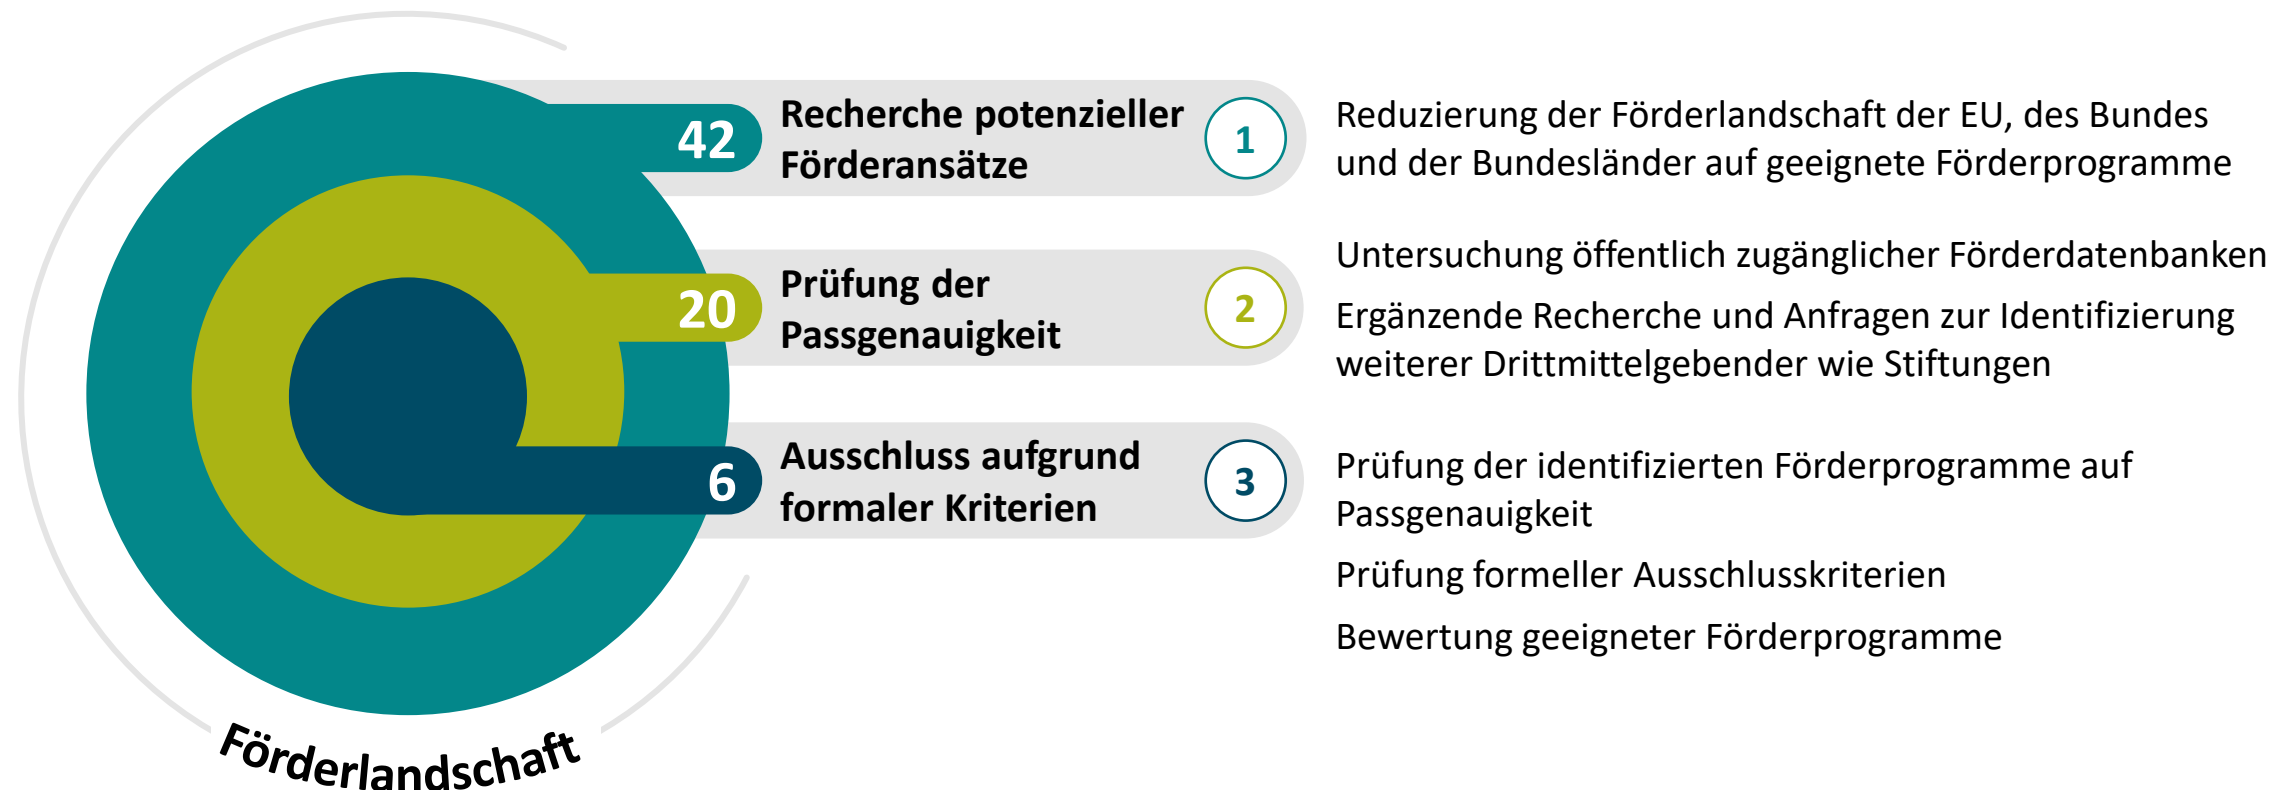 42
Recherche potenzieller
Förderansätze
1
Reduzierung der Förderlandschaft der EU, des Bundes
und der Bundesländer auf geeignete Förderprogramme
20
Prüfung der
Passgenauigkeit
2
Untersuchung öffentlich zugänglicher Förderdatenbanken
Ergänzende Recherche und Anfragen zur Identifizierung
weiterer Drittmittelgebender wie Stiftungen
6
Ausschluss aufgrund
formaler Kriterien
3
Prüfung der identifizierten Förderprogramme auf
Passgenauigkeit
Prüfung formeller Ausschlusskriterien
Bewertung geeigneter Förderprogramme
Förderlandschaft